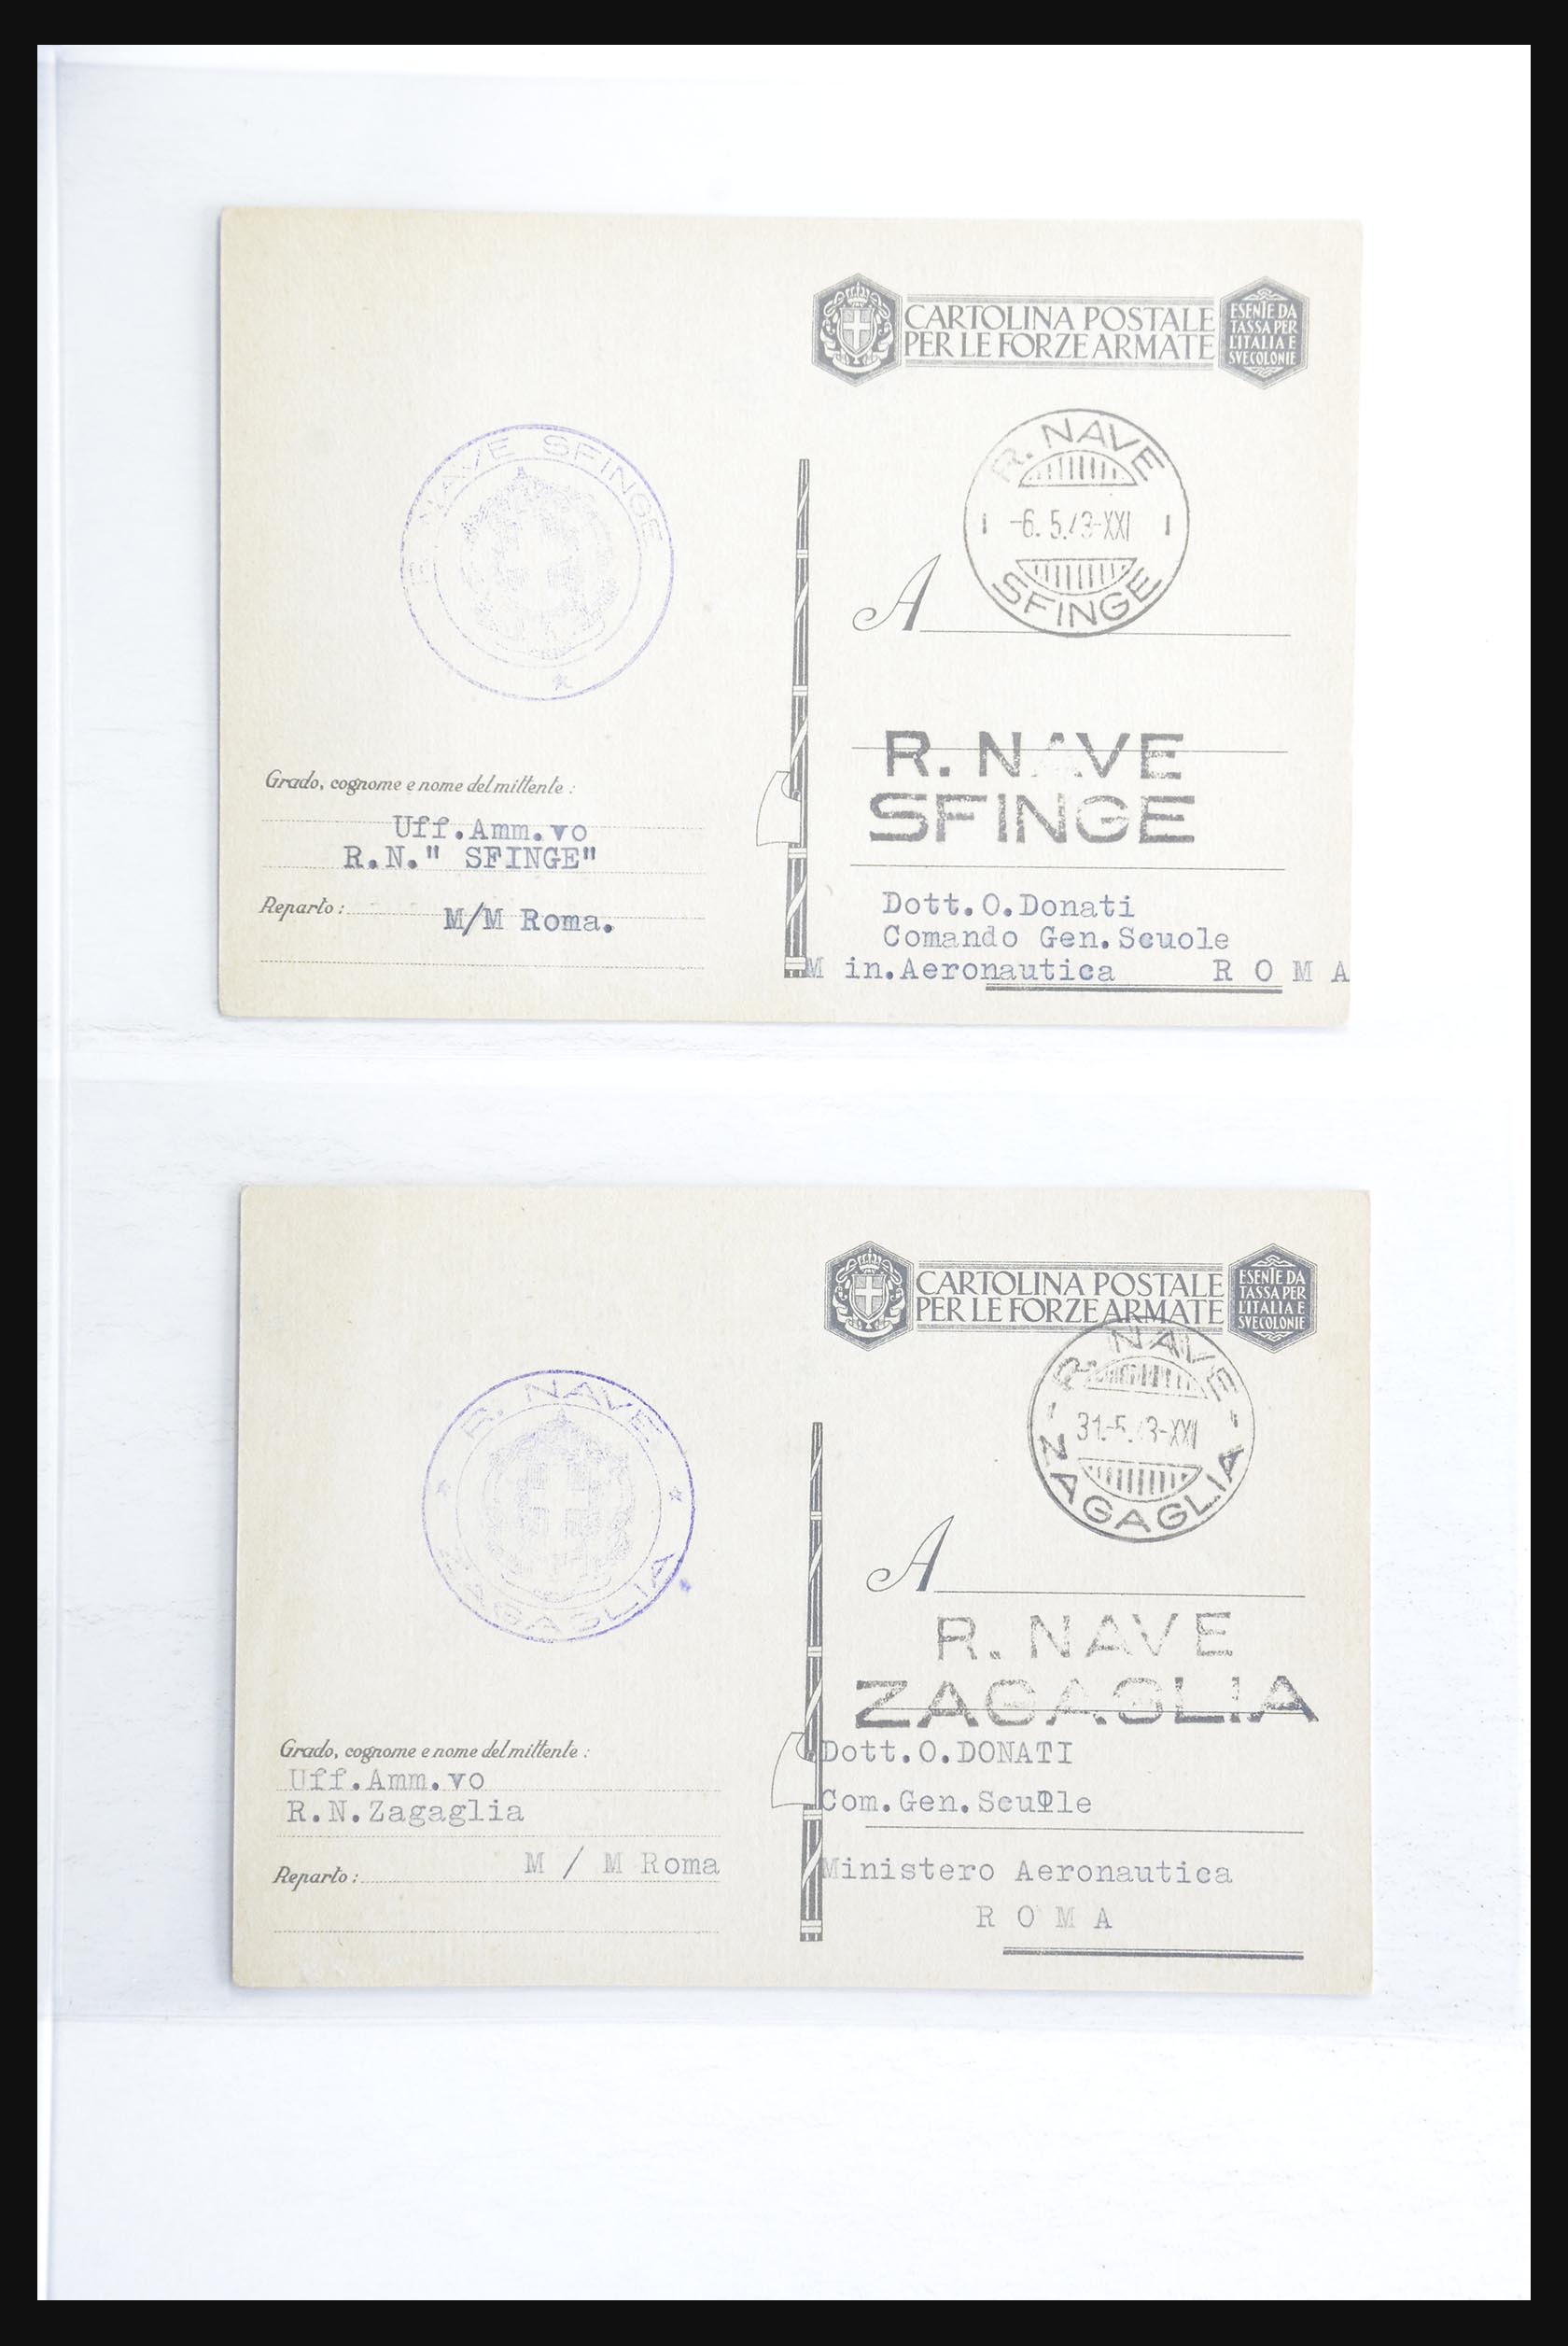 CARTOLINA POSTALE
PER LE FORZE ARMATE
ESENTE DA
TASSA PER
L'ITALIA E
SVE COLONIE
R. NAVE
-6. 5.43-XXI
SFINGE
NAVE SFINGE
A
R. NAVE
SFINGE
Grado, cognome e nome del mittente:
Uff.Amm.vo
R.N." SFINGE"
Reparto:
M/M Roma.
Dott.O.Donati
Comando Gen.Scuole
M in.Aeronautica R O M A
CARTOLINA POSTALE
PER LE FORZE ARMATE
ESENTE DA
TASSA PER
L'ITALIA E
SVE COLONIE
R. NAVE
31.-5.43-XXI
ZAGAGLIA
R. NAVE
ZAGAGLIA
A
R. NAVE
ZAGAGLIA
Grado, cognome e nome del mittente:
Uff.Amm.vo
R.N.Zagaglia
Reparto:
M / M Roma
Dott.O.DONATI
Com.Gen.Scuole
Ministero Aeronautica
R O M A